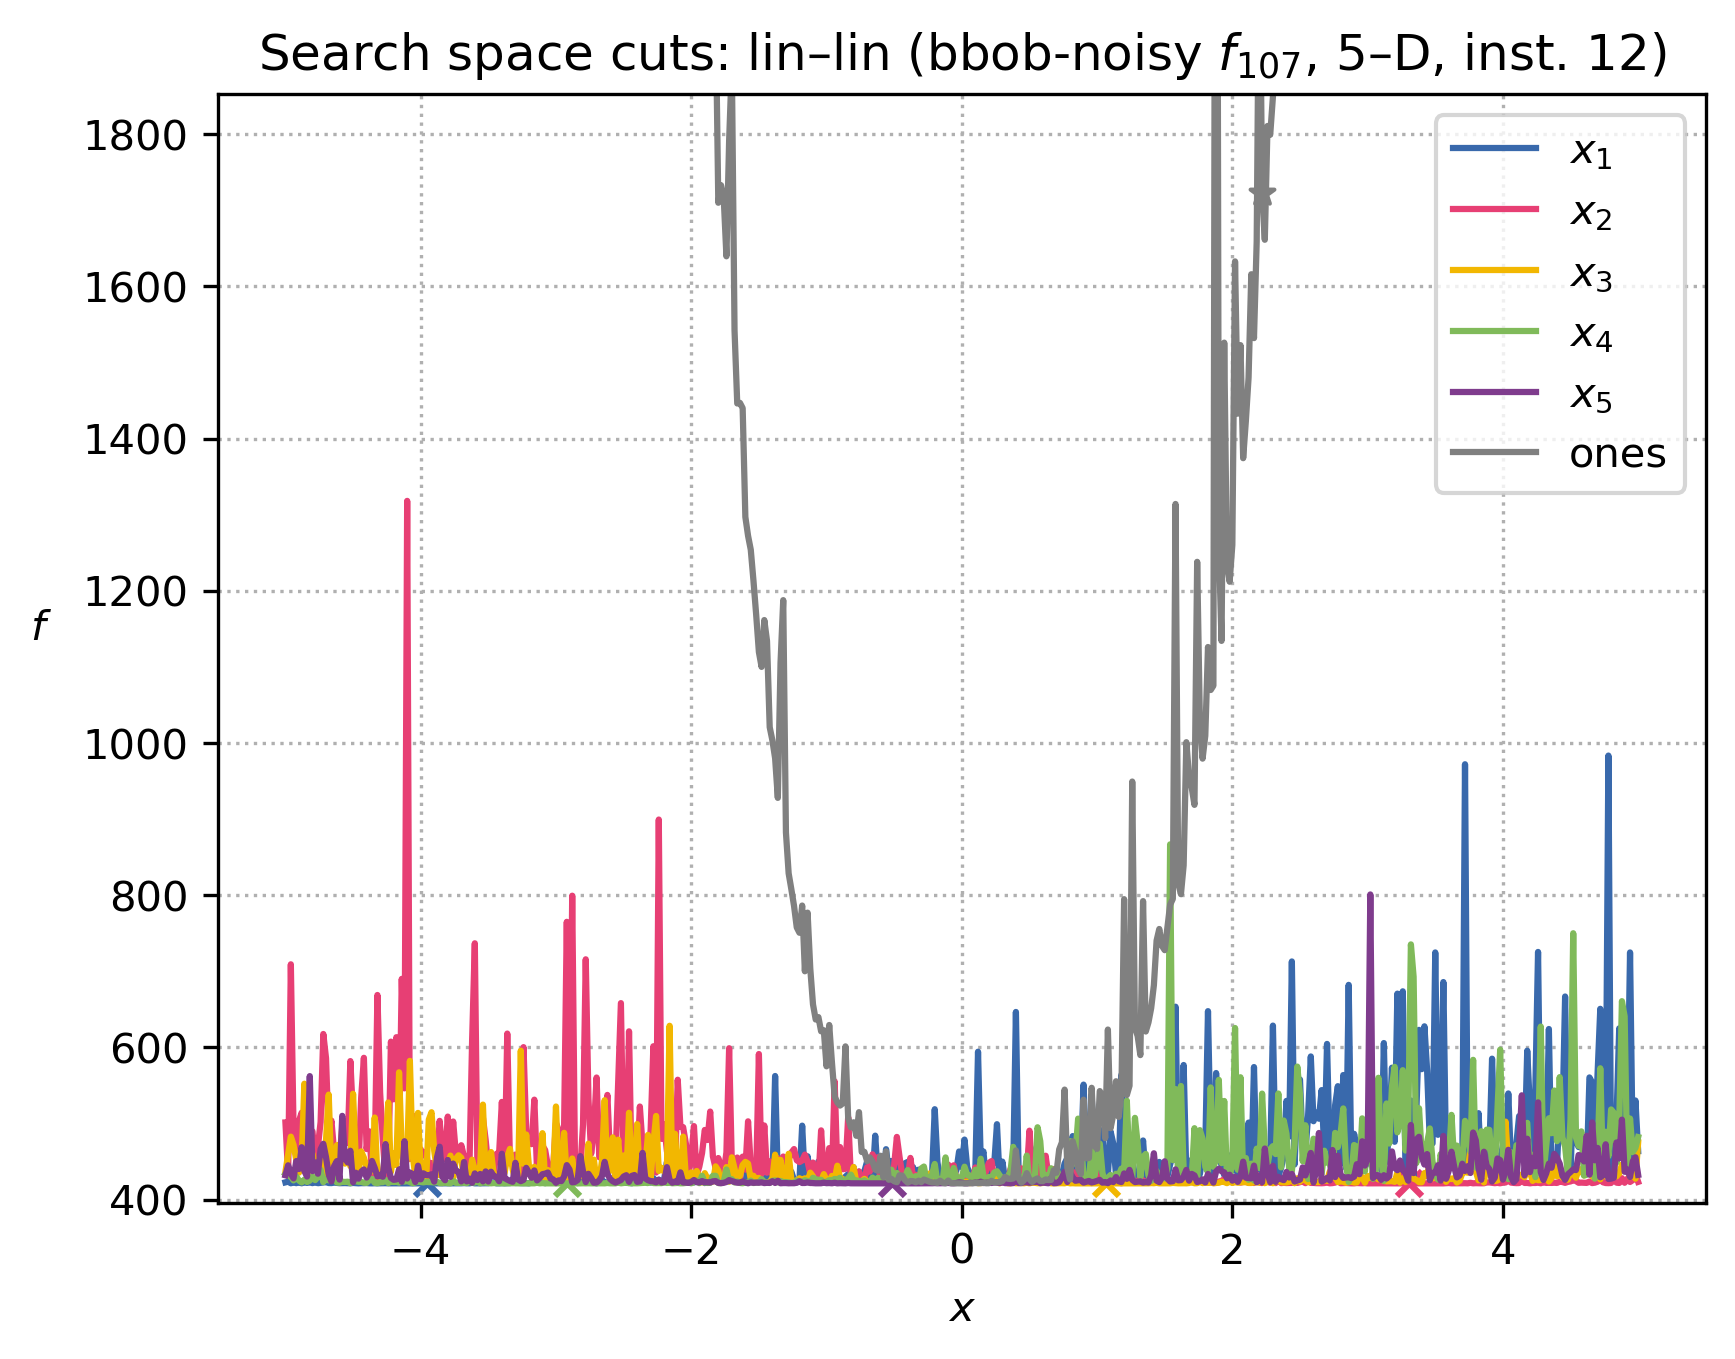 Search space cuts: lin–lin (bbob-noisy f₁₀₇, 5–D, inst. 12)
1800
1600
1400
1200
1000
800
600
400
f
−4
−2
0
2
4
x
x₁
x₂
x₃
x₄
x₅
ones